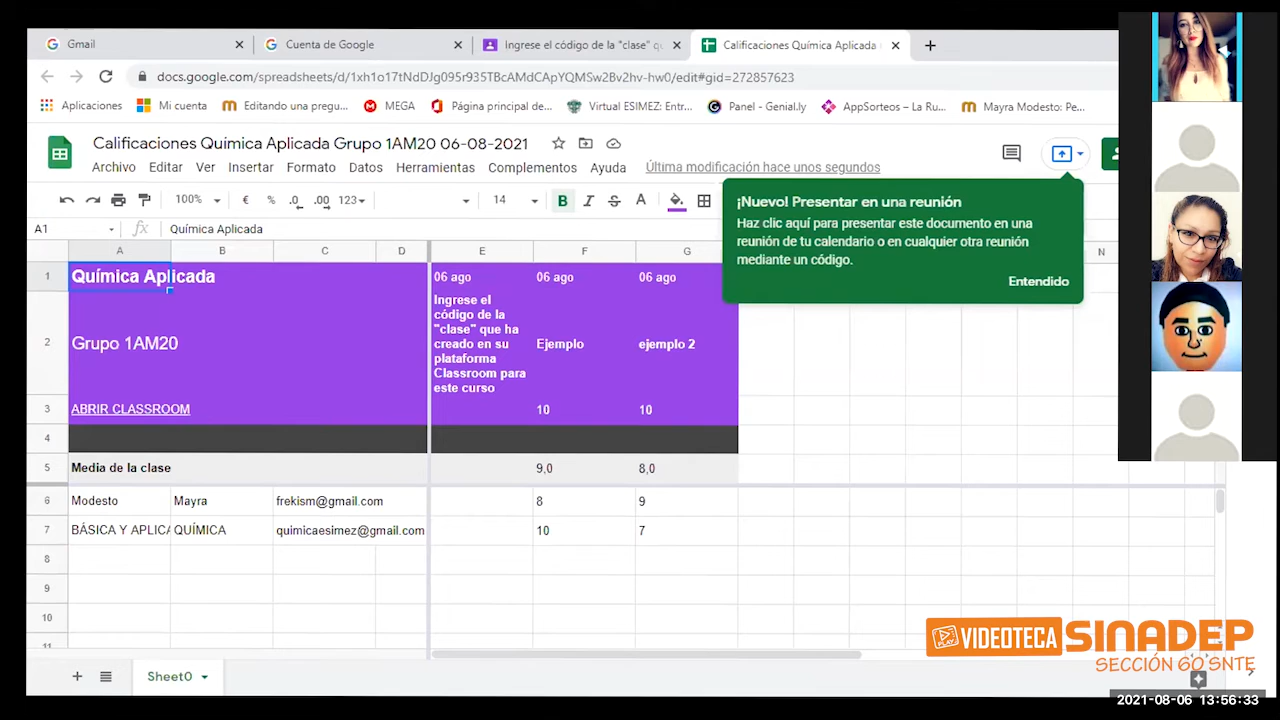 Gmail
Cuenta de Google
Ingrese el código de la "clase" qu
Calificaciones Química Aplicada
docs.google.com/spreadsheets/d/1xh1o17tNdDJg095r935TBcAMdCApYQMSw2Bv2hv-hw0/edit#gid=272857623
Aplicaciones
Mi cuenta
Editando una pregu...
MEGA
Página principal de...
Virtual ESIMEZ: Entr...
Panel - Genial.ly
AppSorteos – La Ru...
Mayra Modesto: Pe...
Calificaciones Química Aplicada Grupo 1AM20 06-08-2021
Archivo Editar Ver Insertar Formato Datos Herramientas Complementos Ayuda
Última modificación hace unos segundos
100% € % .0 .00 123 14 B I S A
¡Nuevo! Presentar en una reunión
Haz clic aquí para presentar este documento en una
reunión de tu calendario o en cualquier otra reunión
mediante un código.
Entendido
A1 fx Química Aplicada
A B C D E F G N
1 Química Aplicada 06 ago 06 ago 06 ago
2 Grupo 1AM20
Ingrese el
código de la
"clase" que ha
creado en su
plataforma
Classroom para
este curso
Ejemplo
ejemplo 2
3 ABRIR CLASSROOM 10 10
4
5 Media de la clase 9,0 8,0
6 Modesto Mayra frekism@gmail.com 8 9
7 BÁSICA Y APLICA QUÍMICA quimicaesimez@gmail.com 10 7
8
9
10
11
Sheet0
PLAY
VIDEOTECA SINADEP
SECCIÓN 60 SNTE
2021-08-06 13:56:33